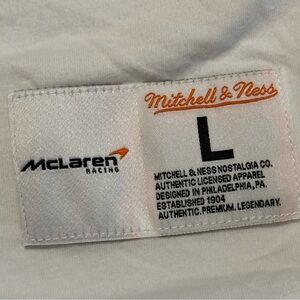 McLaren
RACING
Mitchell & Ness
L
MITCHELL & NESS NOSTALGIA CO.
AUTHENTIC LICENSED APPAREL
DESIGNED IN PHILADELPHIA, PA.
ESTABLISHED 1904
AUTHENTIC. PREMIUM. LEGENDARY.